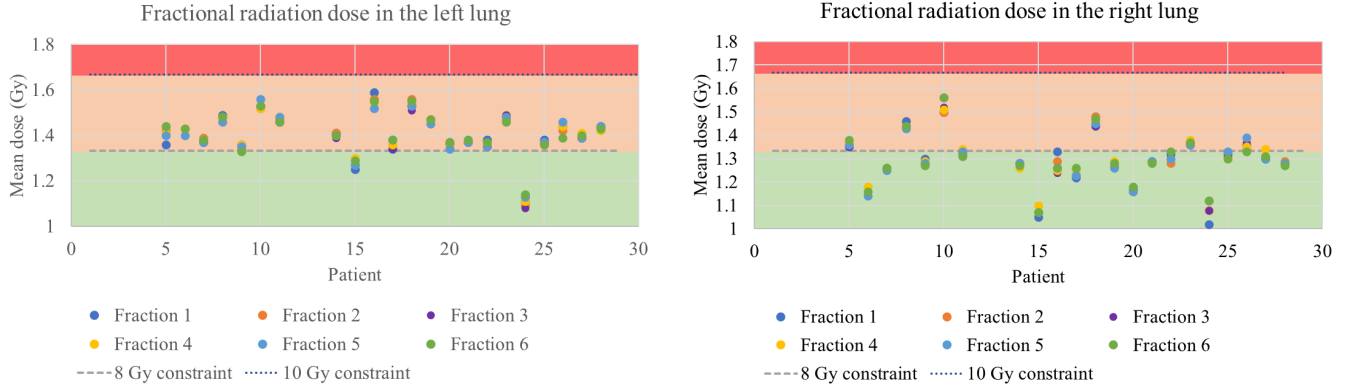 Fractional radiation dose in the left lung
Mean dose (Gy)
1.8
1.6
1.4
1.2
1
0 5 10 15 20 25 30
Patient
Fraction 1 Fraction 2 Fraction 3
Fraction 4 Fraction 5 Fraction 6
8 Gy constraint 10 Gy constraint
Fractional radiation dose in the right lung
Mean dose (Gy)
1.8
1.7
1.6
1.5
1.4
1.3
1.2
1.1
1
0 5 10 15 20 25 30
Patient
Fraction 1 Fraction 2 Fraction 3
Fraction 4 Fraction 5 Fraction 6
8 Gy constraint 10 Gy constraint